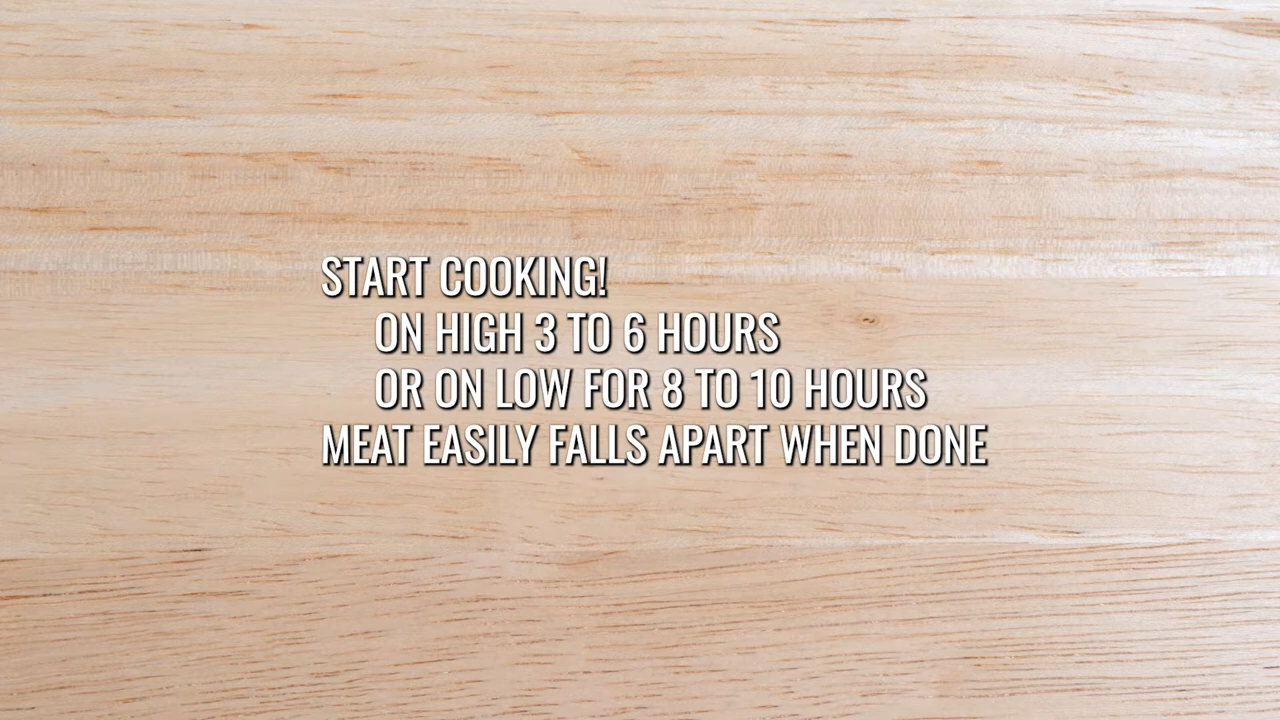 START COOKING!
ON HIGH 3 TO 6 HOURS
OR ON LOW FOR 8 TO 10 HOURS
MEAT EASILY FALLS APART WHEN DONE